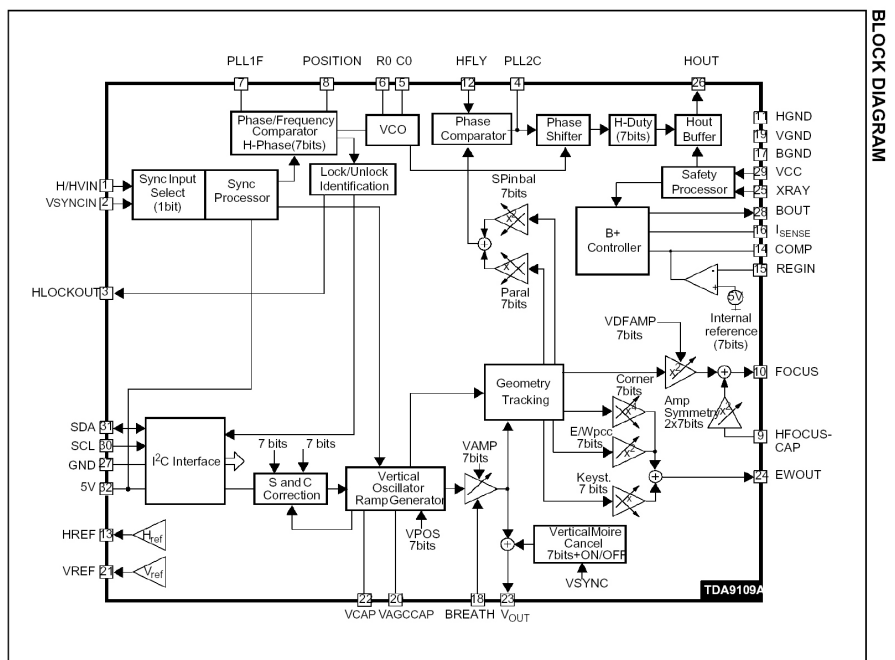 BLOCK DIAGRAM
PLL1F
POSITION
R0 C0
HFLY
PLL2C
HOUT
7
8
6
5
12
4
26
Phase/Frequency
Comparator
H-Phase(7bits)
VCO
Phase
Comparator
Phase
Shifter
H-Duty
(7bits)
Hout
Buffer
11 HGND
19 VGND
17 BGND
29 VCC
25 XRAY
28 BOUT
16 ISENSE
14 COMP
15 REGIN
H/HVIN 1
VSYNCIN 2
Sync Input
Select
(1bit)
Sync
Processor
Lock/Unlock
Identification
Safety
Processor
SPinbal
7bits
x2
B+
Controller
x
Paral
7bits
HLOCKOUT 3
-
+
5V
Internal
reference
(7bits)
VDFAMP
7bits
Geometry
Tracking
x2
+
10 FOCUS
Corner
7bits
x4
Amp
Symmetry
2x7bits
x2
9 HFOCUS-
CAP
E/Wpcc
7bits
x2
Keyst.
7 bits
x
+
24 EWOUT
SDA 31
SCL 30
GND 27
5V 32
I2C Interface
7 bits
7 bits
S and C
Correction
Vertical
Oscillator
Ramp Generator
VAMP
7bits
VPOS
7bits
HREF 13
Href
VREF 21
Vref
+
VerticalMoire
Cancel
7bits+ON/OFF
VSYNC
TDA9109A
22
20
18
23
VCAP
VAGCCAP
BREATH
VOUT